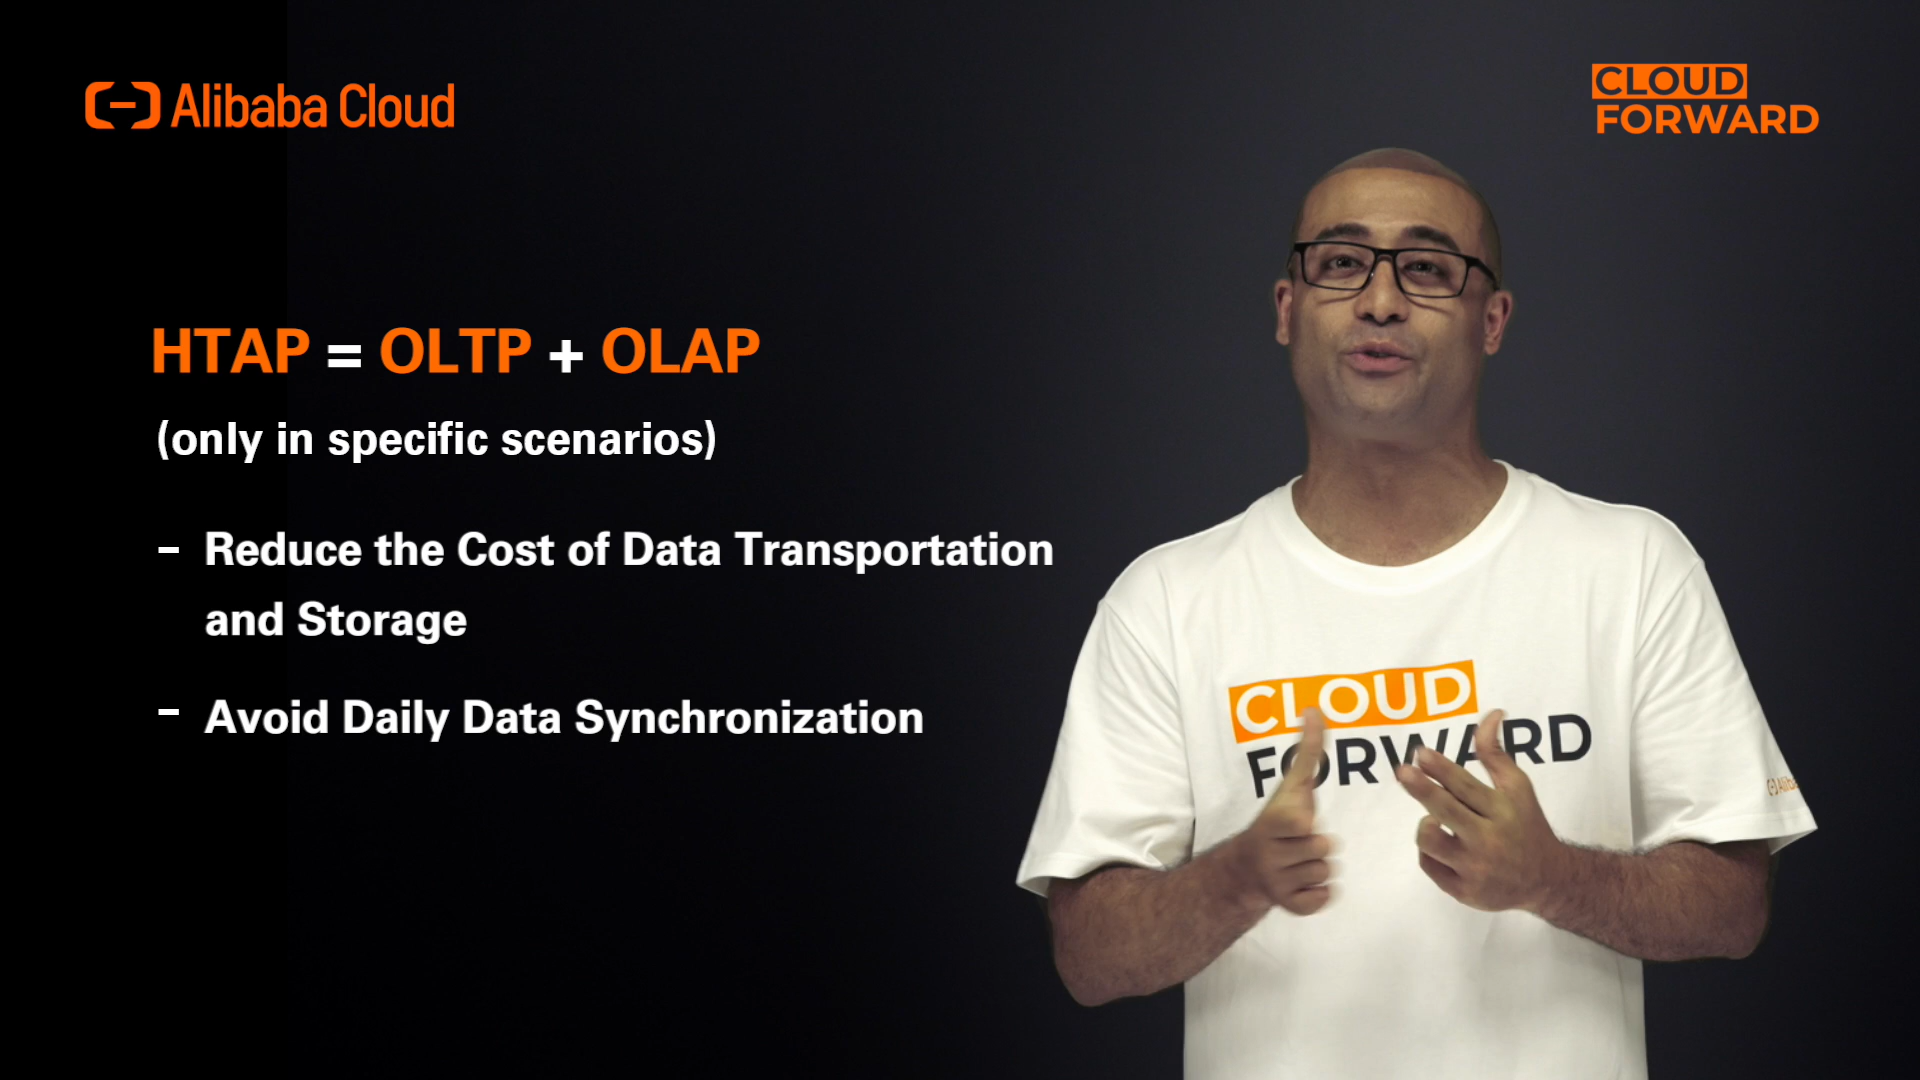 Alibaba Cloud
CLOUD
FORWARD
HTAP = OLTP + OLAP
(only in specific scenarios)
- Reduce the Cost of Data Transportation
and Storage
- Avoid Daily Data Synchronization
CLOUD
FORWARD